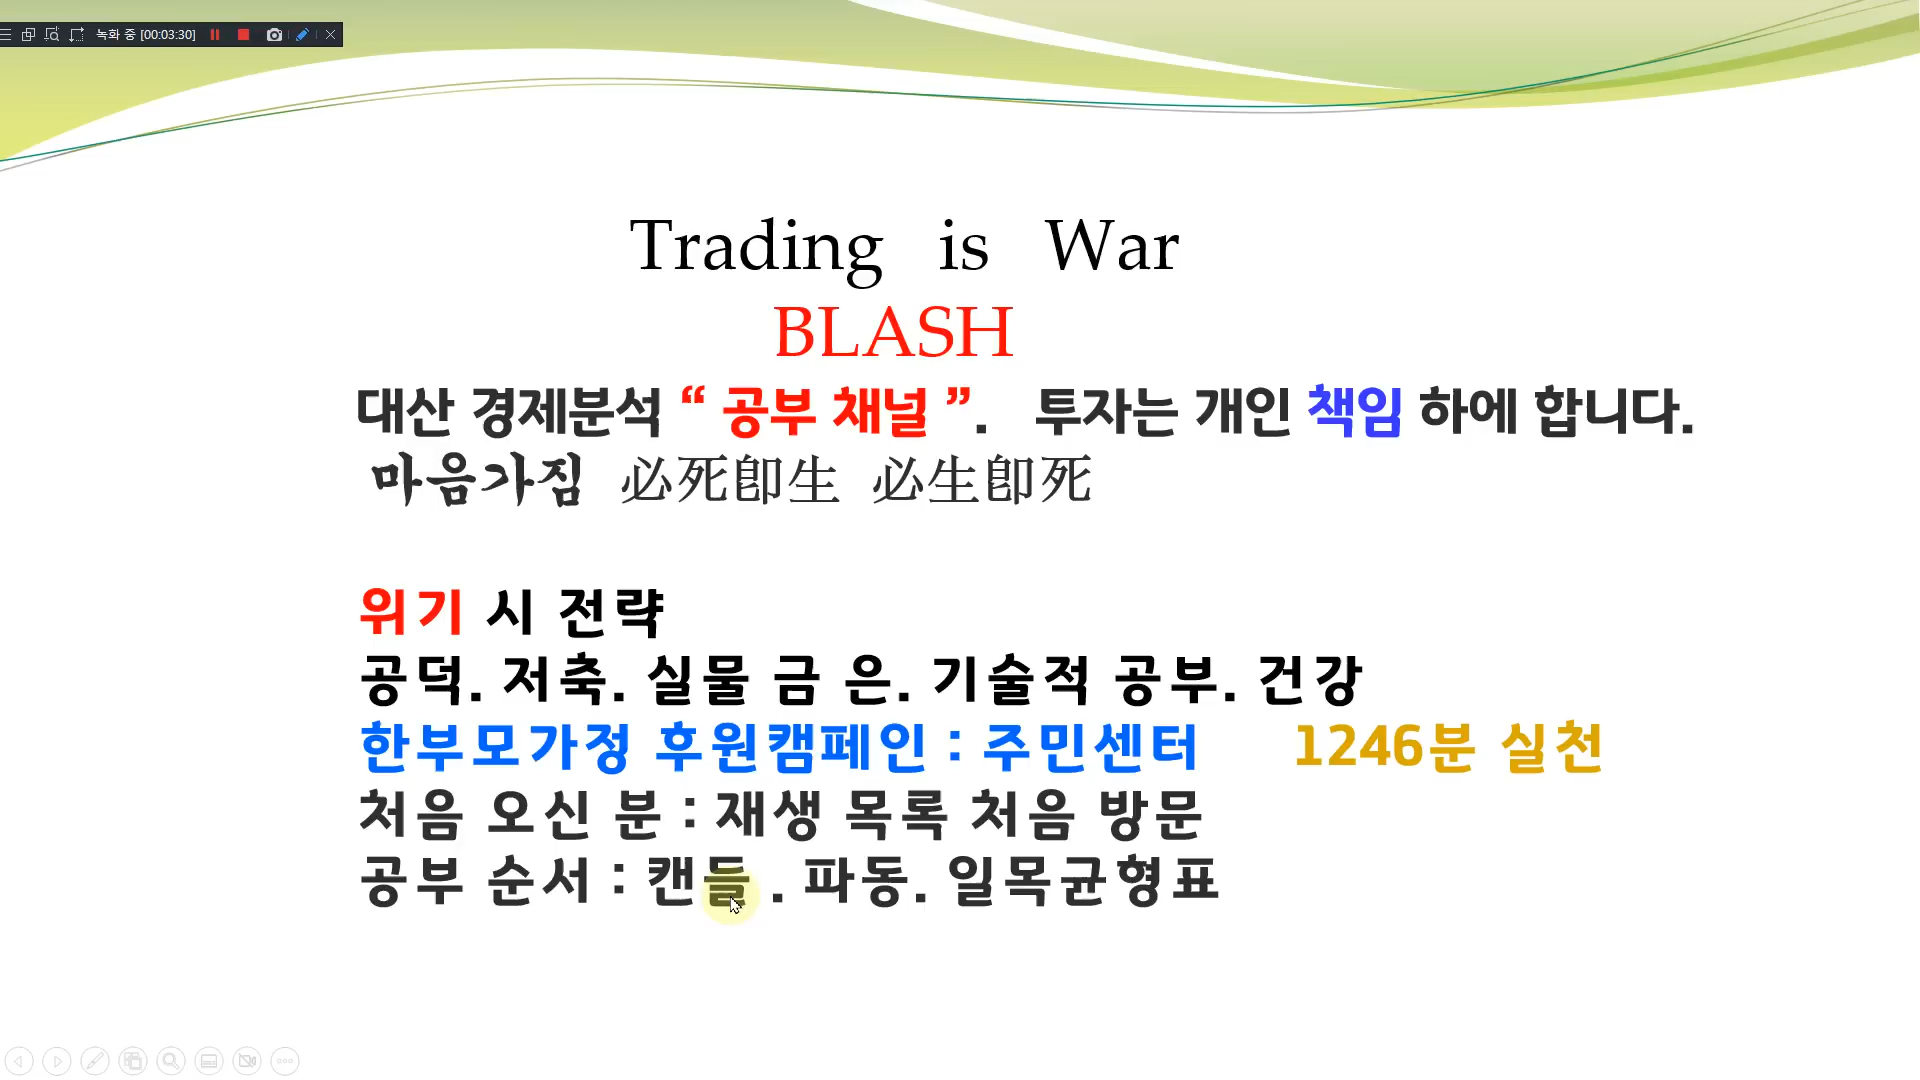 녹화 중 [00:03:30]
Trading is War
BLASH
대산 경제분석 “ 공부 채널 ”. 투자는 개인 책임 하에 합니다.
마음가짐 必死卽生 必生卽死
위기 시 전략
공덕. 저축. 실물 금 은. 기술적 공부. 건강
한부모가정 후원캠페인 : 주민센터 1246분 실천
처음 오신 분 : 재생 목록 처음 방문
공부 순서 : 캔들 . 파동. 일목균형표